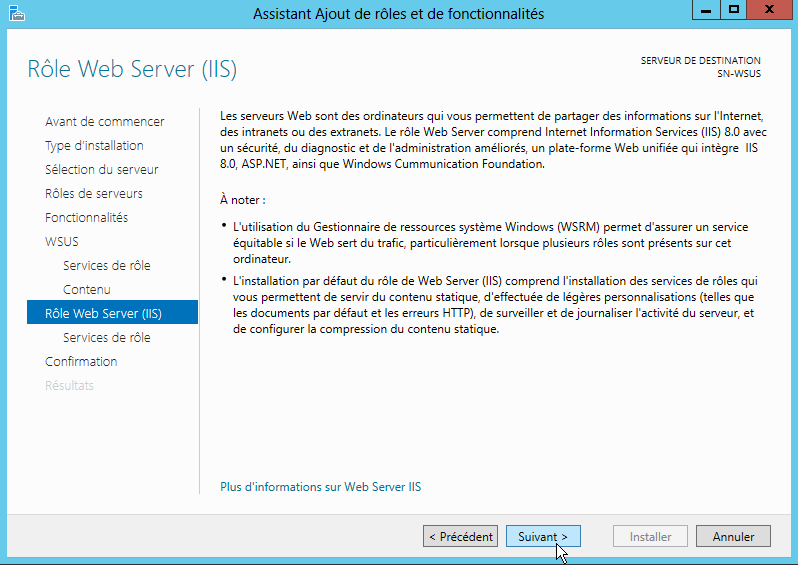 Assistant Ajout de rôles et de fonctionnalités
Rôle Web Server (IIS)
SERVEUR DE DESTINATION
SN-WSUS
Avant de commencer
Type d'installation
Sélection du serveur
Rôles de serveurs
Fonctionnalités
WSUS
Services de rôle
Contenu
Rôle Web Server (IIS)
Services de rôle
Confirmation
Résultats
Les serveurs Web sont des ordinateurs qui vous permettent de partager des informations sur l'Internet,
des intranets ou des extranets. Le rôle Web Server comprend Internet Information Services (IIS) 8.0 avec
un sécurité, du diagnostic et de l'administration améliorés, un plate-forme Web unifiée qui intègre IIS
8.0, ASP.NET, ainsi que Windows Cummunication Foundation.
À noter :
• L'utilisation du Gestionnaire de ressources système Windows (WSRM) permet d'assurer un service
équitable si le Web sert du trafic, particulièrement lorsque plusieurs rôles sont présents sur cet
ordinateur.
• L'installation par défaut du rôle de Web Server (IIS) comprend l'installation des services de rôles qui
vous permettent de servir du contenu statique, d'effectuée de légères personnalisations (telles que
les documents par défaut et les erreurs HTTP), de surveiller et de journaliser l'activité du serveur, et
de configurer la compression du contenu statique.
Plus d'informations sur Web Server IIS
< Précédent
Suivant >
Installer
Annuler